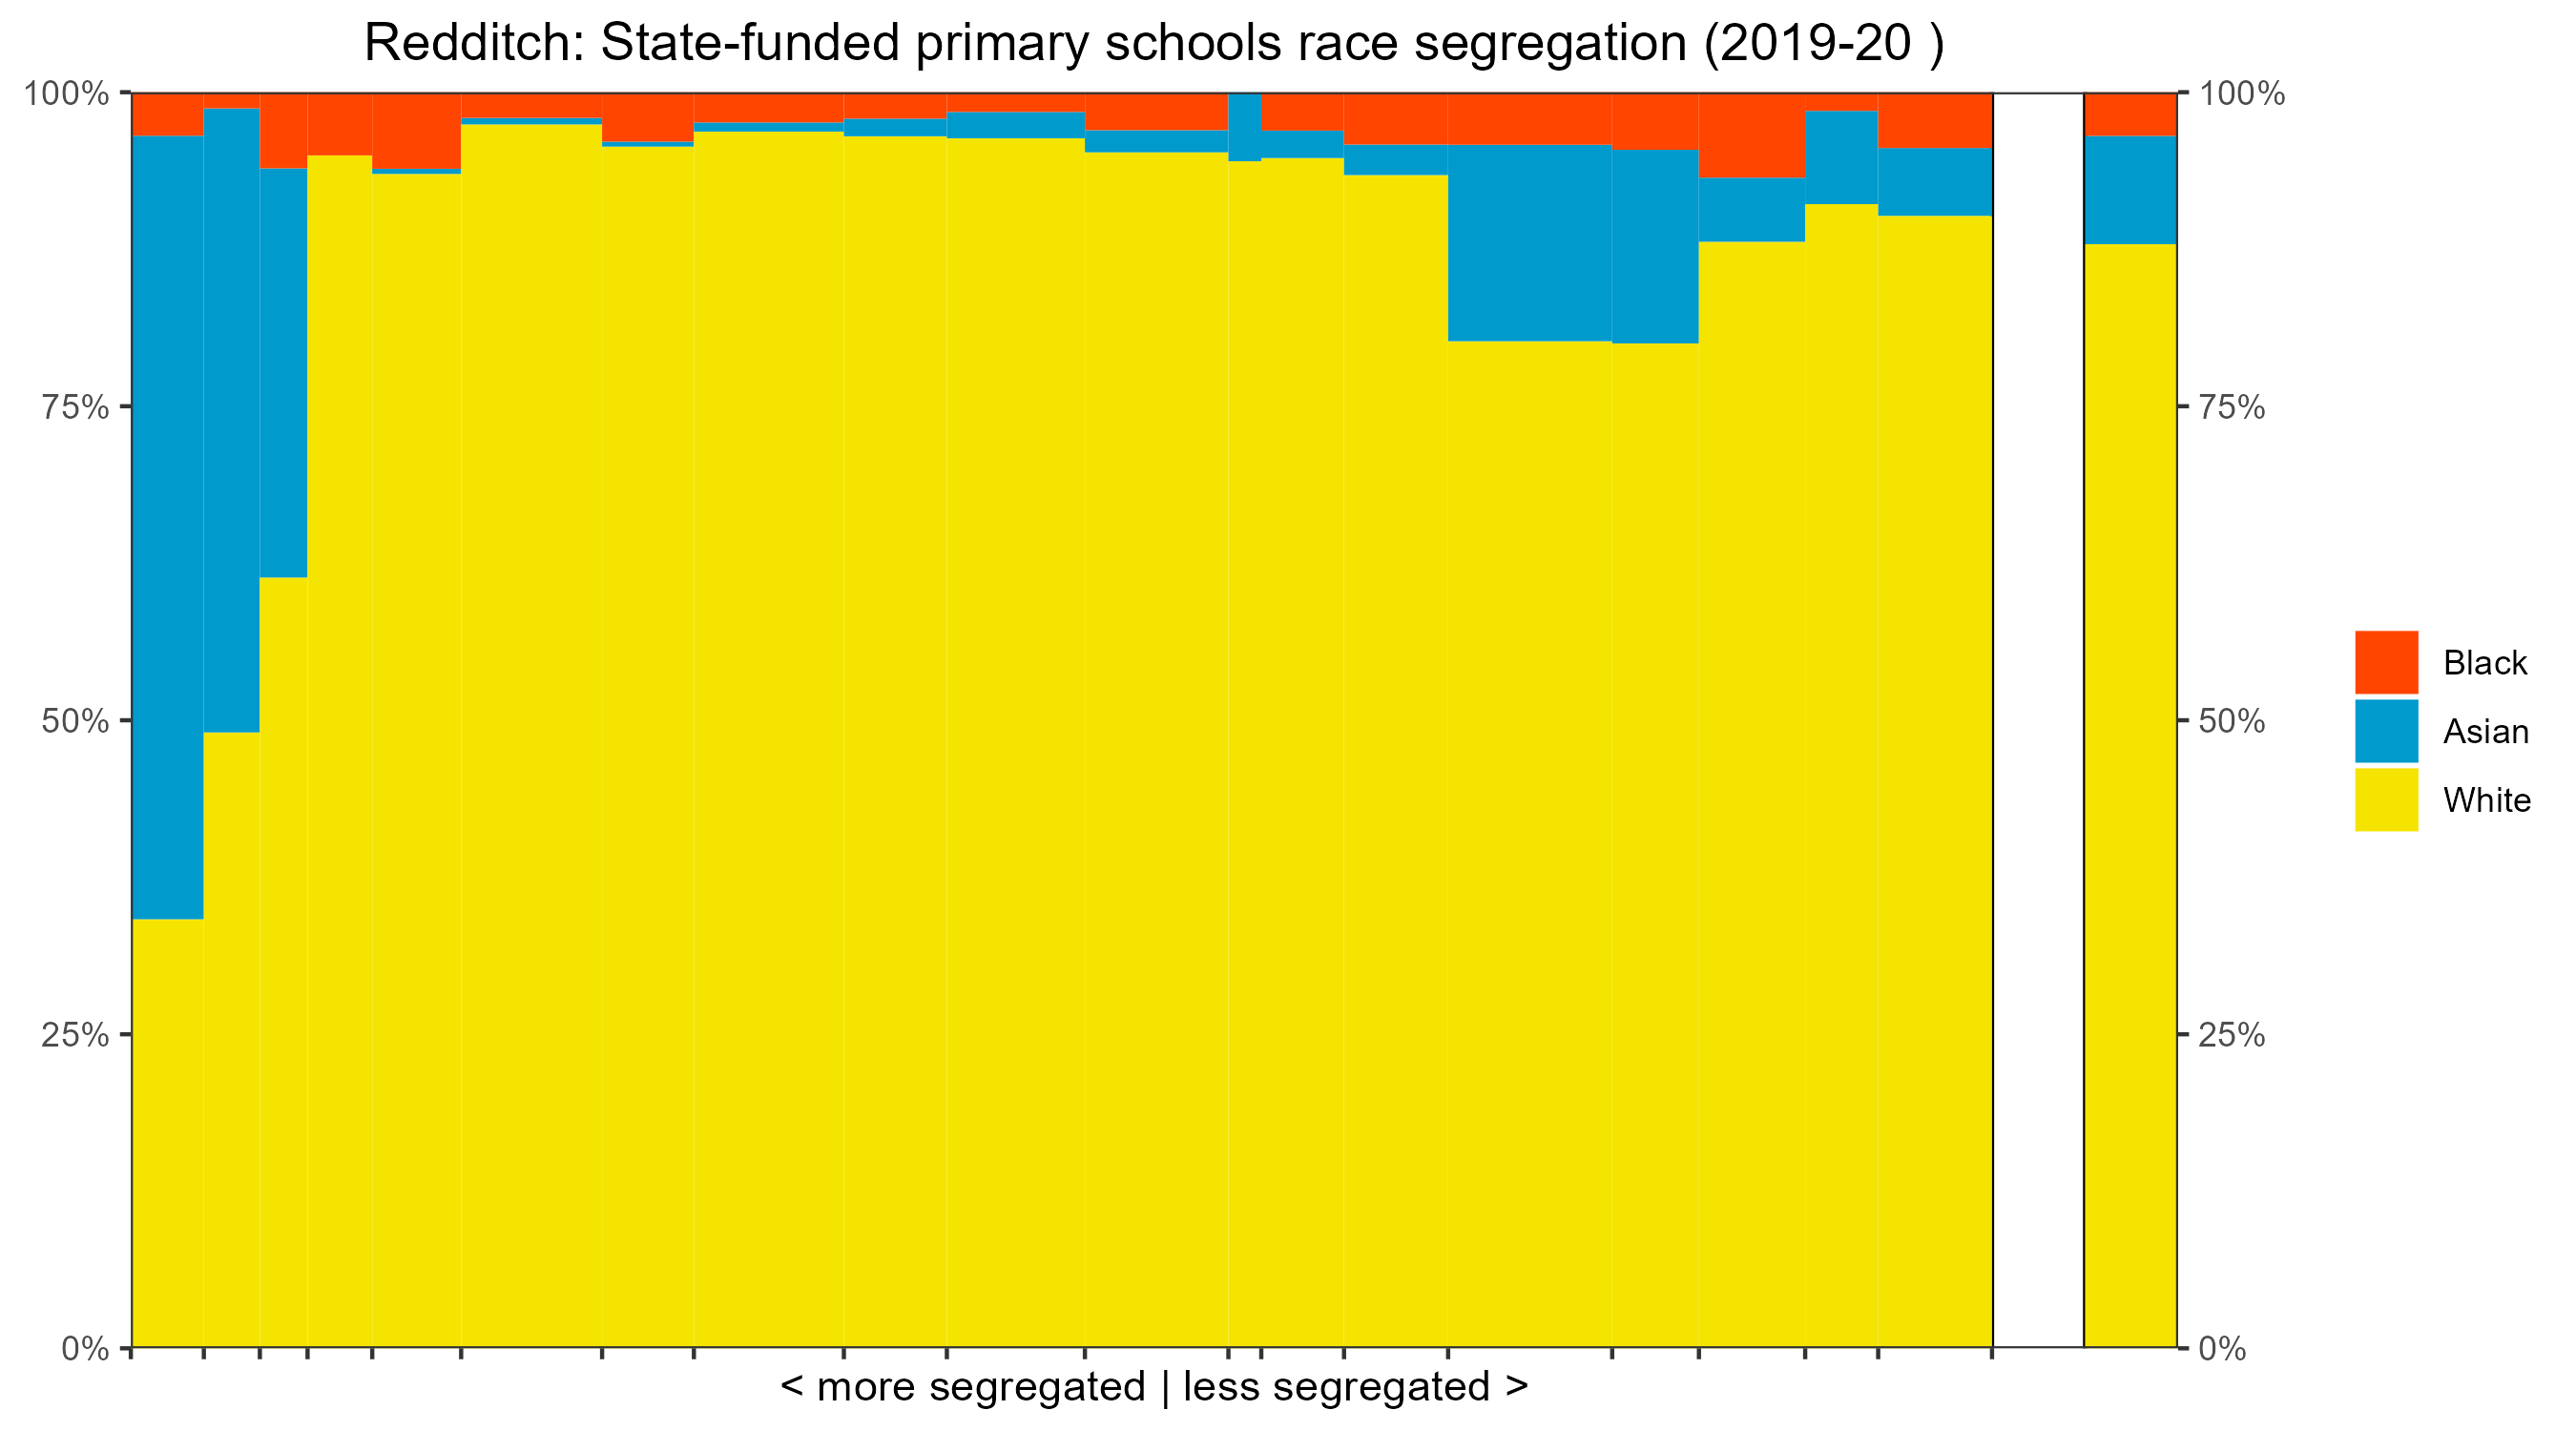 Redditch: State-funded primary schools race segregation (2019-20 )
100%
75%
50%
25%
0%
100%
75%
50%
25%
0%
Black
Asian
White
< more segregated | less segregated >